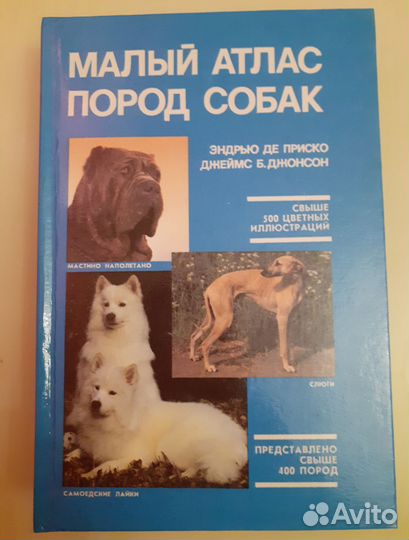 МАЛЫЙ АТЛАС
ПОРОД СОБАК
ЭНДРЬЮ ДЕ ПРИСКО
ДЖЕЙМС Б. ДЖОНСОН
СВЫШЕ
500 ЦВЕТНЫХ
ИЛЛЮСТРАЦИЙ
МАСТИНО НАПОЛЕТАНО
СЛЮГИ
ПРЕДСТАВЛЕНО
СВЫШЕ
400 ПОРОД
САМОЕДСКИЕ ЛАЙКИ
Avito